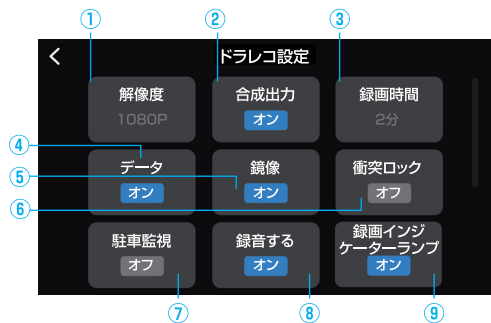 ① ② ③
ドラレコ設定
解像度 合成出力 録画時間
1080P オン 2分
④
データ 鏡像 衝突ロック
⑤
オン オン オフ
⑥
駐車監視 録音する 録画インジ
ケーターランプ
オフ オン オン
⑦ ⑧ ⑨